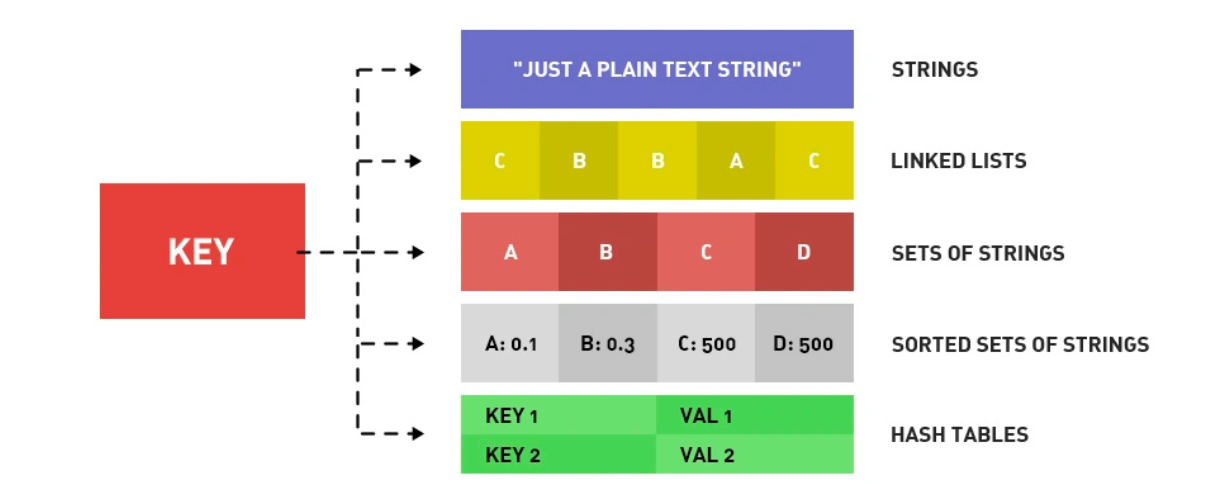 KEY
"JUST A PLAIN TEXT STRING" STRINGS
C B B A C LINKED LISTS
A B C D SETS OF STRINGS
A: 0.1 B: 0.3 C: 500 D: 500 SORTED SETS OF STRINGS
KEY 1 VAL 1
KEY 2 VAL 2
HASH TABLES